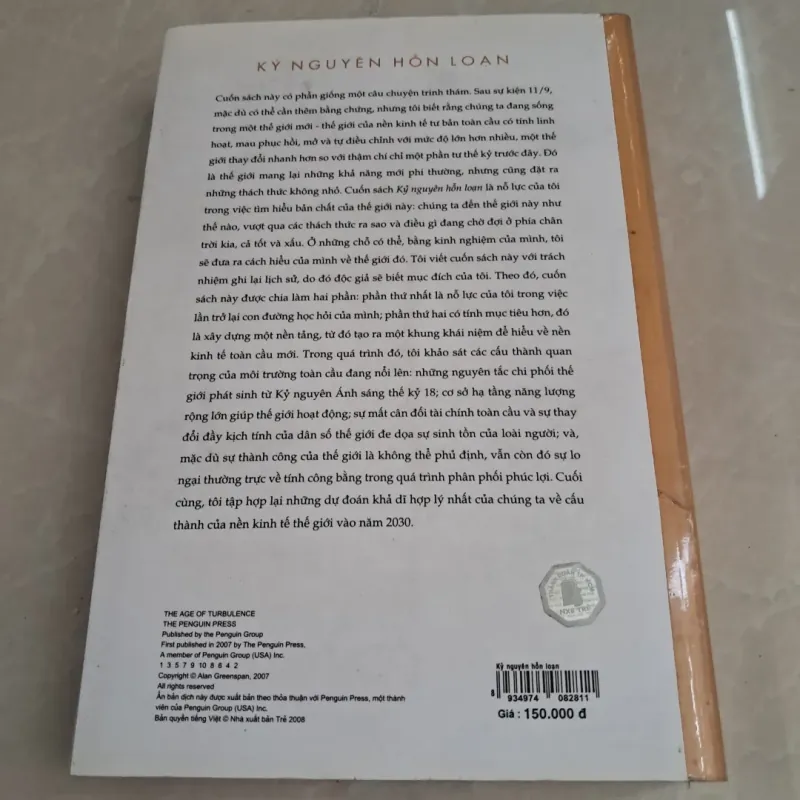 KỶ NGUYÊN HỖN LOẠN
Cuốn sách này có phần giống một câu chuyện trinh thám. Sau sự kiện 11/9,
mặc dù có thể cần thêm bằng chứng, nhưng tôi biết rằng chúng ta đang sống
trong một thế giới mới - thế giới của nền kinh tế tư bản toàn cầu có tính linh
hoạt, mau phục hồi, mở và tự điều chỉnh với mức độ lớn hơn nhiều, một thế
giới thay đổi nhanh hơn so với thậm chí chỉ một phần tư thế kỷ trước đây. Đó
là thế giới mang lại những khả năng mới phi thường, nhưng cũng đặt ra
những thách thức không nhỏ. Cuốn sách Kỷ nguyên hỗn loạn là nỗ lực của tôi
trong việc tìm hiểu bản chất của thế giới này: chúng ta đến thế giới này như
thế nào, vượt qua các thách thức ra sao và điều gì đang chờ đợi ở phía chân
trời kia, cả tốt và xấu. Ở những chỗ có thể, bằng kinh nghiệm của mình, tôi
sẽ đưa ra cách hiểu của mình về thế giới đó. Tôi viết cuốn sách này với trách
nhiệm ghi lại lịch sử, do đó độc giả sẽ biết mục đích của tôi. Theo đó, cuốn
sách này được chia làm hai phần: phần thứ nhất là nỗ lực của tôi trong việc
lần trở lại con đường học hỏi của mình; phần thứ hai có tính mục tiêu hơn, đó
là xây dựng một nền tảng, từ đó tạo ra một khung khái niệm để hiểu về nền
kinh tế toàn cầu mới. Trong quá trình đó, tôi khảo sát các cấu thành quan
trọng của môi trường toàn cầu đang nổi lên: những nguyên tắc chi phối thế
giới phát sinh từ Kỷ nguyên Ánh sáng thế kỷ 18; cơ sở hạ tầng năng lượng
rộng lớn giúp thế giới hoạt động; sự mất cân đối tài chính toàn cầu và sự thay
đổi đầy kịch tính của dân số thế giới đe dọa sự sinh tồn của loài người; và,
mặc dù sự thành công của thế giới là không thể phủ định, vẫn còn đó sự lo
ngại thường trực về tính công bằng trong quá trình phân phối phúc lợi. Cuối
cùng, tôi tập hợp lại những dự đoán khả dĩ hợp lý nhất của chúng ta về cấu
thành của nền kinh tế thế giới vào năm 2030.
THE AGE OF TURBULENCE
THE PENGUIN PRESS
Published by the Penguin Group
First published in 2007 by The Penguin Press,
A member of Penguin Group (USA) Inc.
1 3 5 7 9 10 8 6 4 2
Copyright © Alan Greenspan, 2007
All rights reserved
Ấn bản dịch này được xuất bản theo thỏa thuận với Penguin Press, một thành
viên của Penguin Group (USA) Inc.
Bản quyền tiếng Việt © Nhà xuất bản Trẻ 2008
Kỷ nguyên hỗn loạn
8 934974 082811
Giá : 150.000 đ